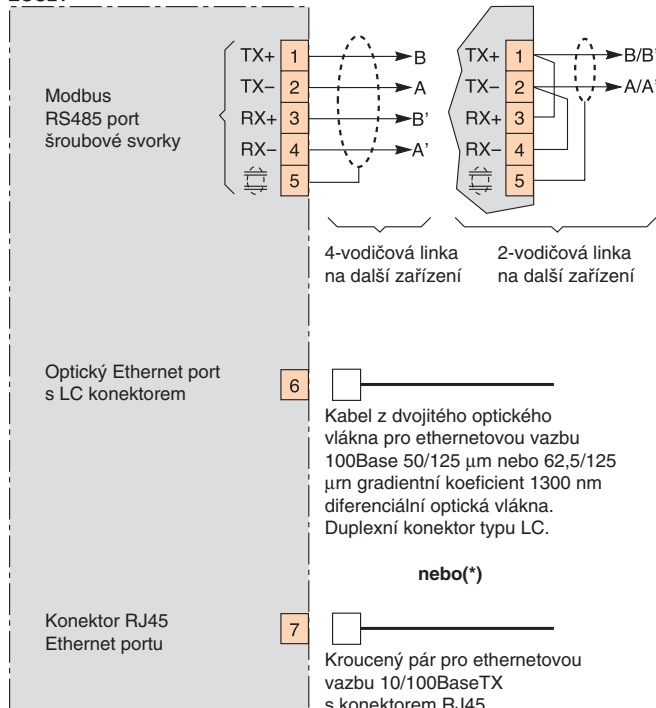 Modbus
RS485 port
šroubové svorky
TX+ 1 B
TX– 2 A
RX+ 3 B’
RX– 4 A’
5
TX+ 1 B/B’
TX– 2 A/A’
RX+ 3
RX– 4
5
4-vodičová linka
na další zařízení
2-vodičová linka
na další zařízení
Optický Ethernet port
s LC konektorem
6
Kabel z dvojitého optického
vlákna pro ethernetovou vazbu
100Base 50/125 µm nebo 62,5/125
µrn gradientní koeficient 1300 nm
diferenciální optická vlákna.
Duplexní konektor typu LC.
nebo(*)
Konektor RJ45
Ethernet portu
7
Kroucený pár pro ethernetovou
vazbu 10/100BaseTX
s konektorem RJ45